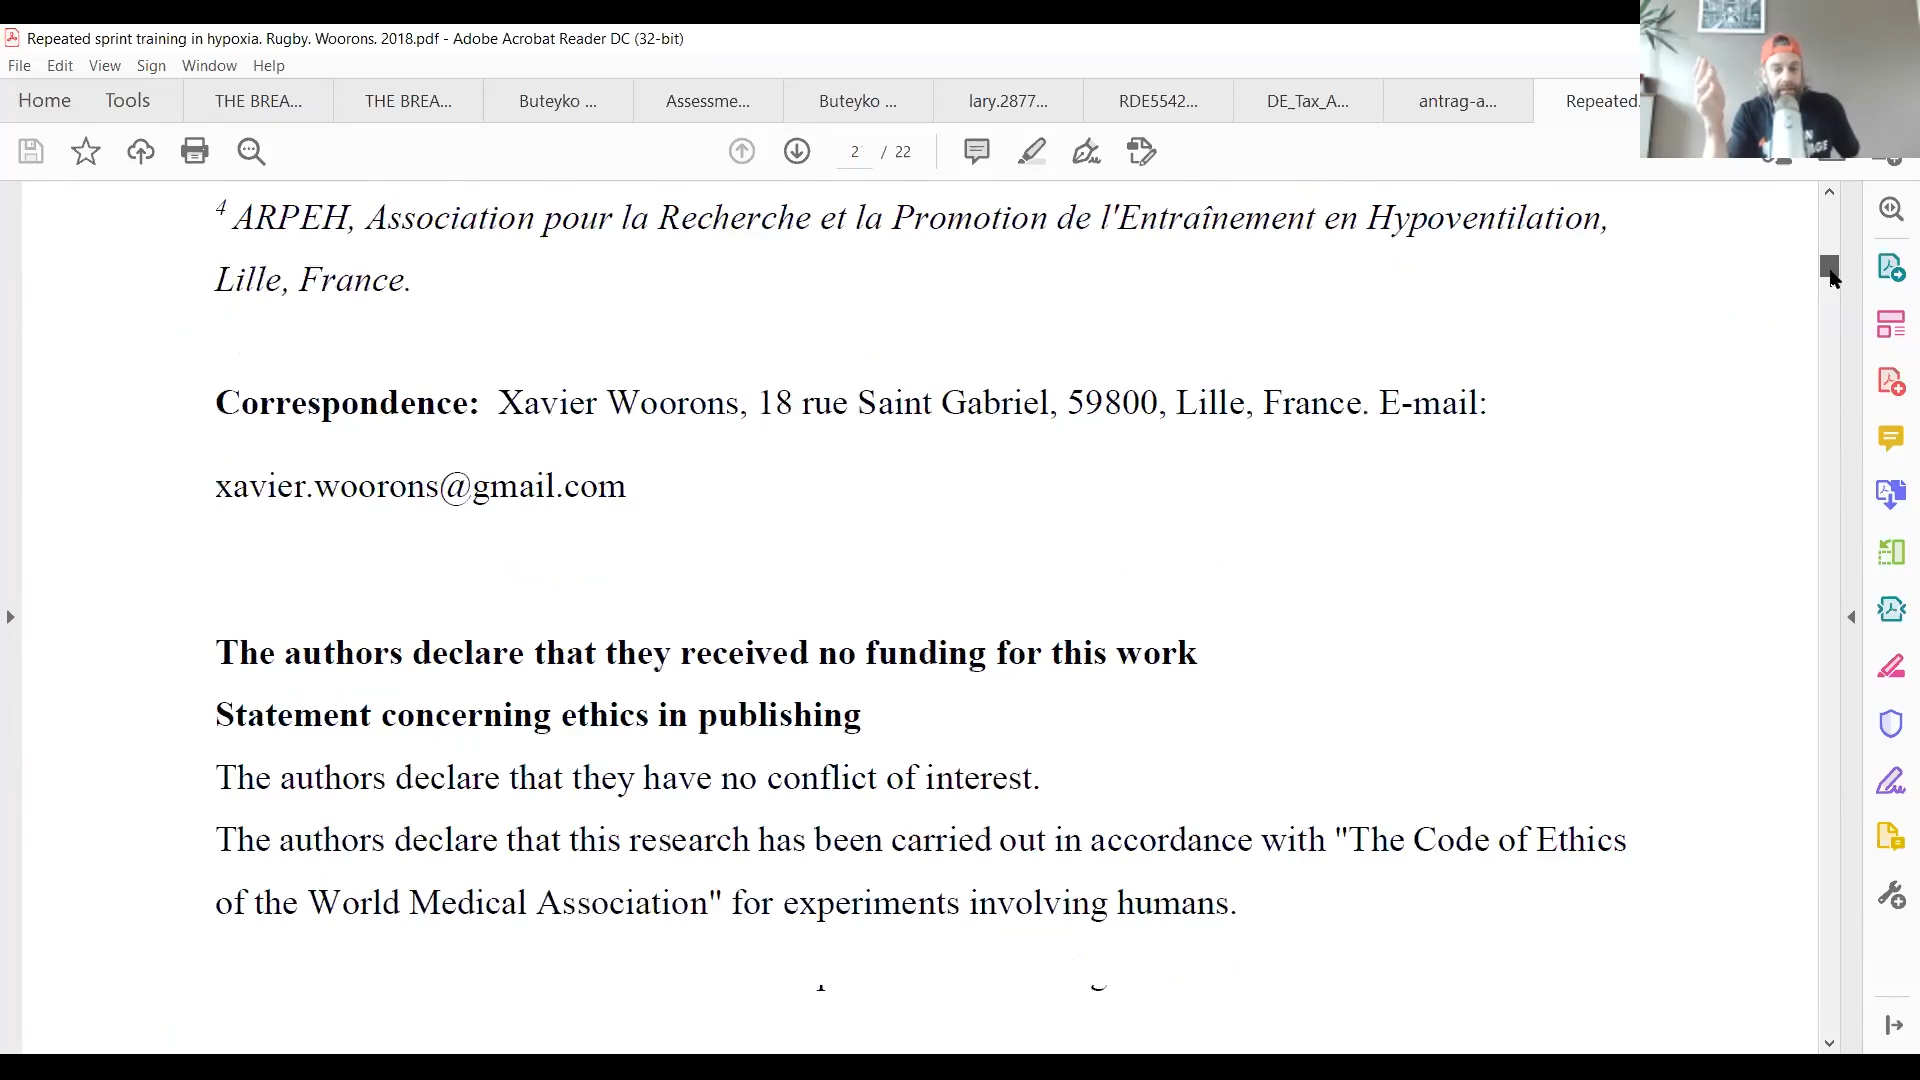 Repeated sprint training in hypoxia. Rugby. Woorons. 2018.pdf - Adobe Acrobat Reader DC (32-bit)
File Edit View Sign Window Help
Home Tools THE BREA... THE BREA... Buteyko ... Assessme... Buteyko ... lary.2877... RDE5542... DE_Tax_A... antrag-a... Repeated.
2 / 22
4 ARPEH, Association pour la Recherche et la Promotion de l'Entraînement en Hypoventilation,
Lille, France.
Correspondence: Xavier Woorons, 18 rue Saint Gabriel, 59800, Lille, France. E-mail:
xavier.woorons@gmail.com
The authors declare that they received no funding for this work
Statement concerning ethics in publishing
The authors declare that they have no conflict of interest.
The authors declare that this research has been carried out in accordance with "The Code of Ethics
of the World Medical Association" for experiments involving humans.